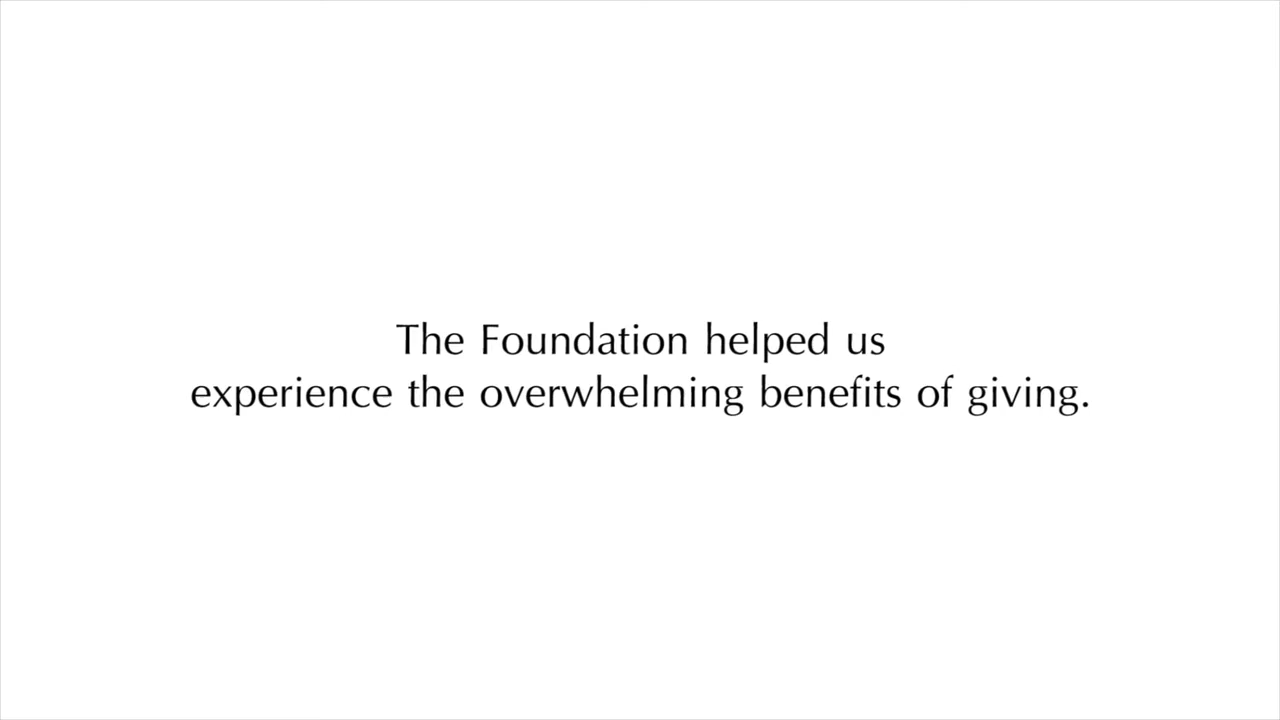 The Foundation helped us
experience the overwhelming benefits of giving.